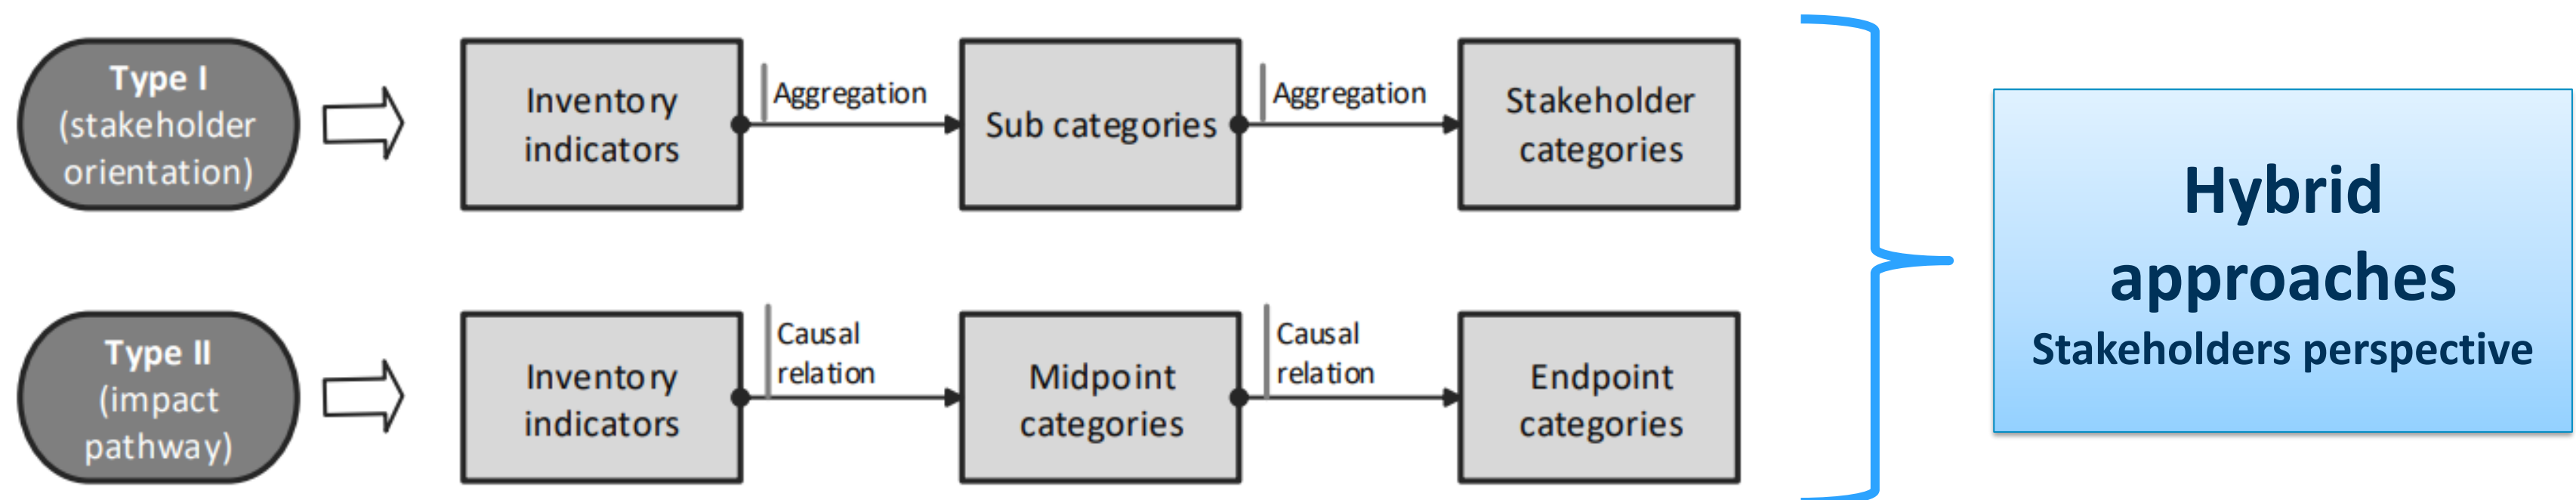 Type I
(stakeholder
orientation)
Inventory
indicators
Aggregation
Sub categories
Aggregation
Stakeholder
categories
Type II
(impact
pathway)
Inventory
indicators
Causal
relation
Midpoint
categories
Causal
relation
Endpoint
categories
Hybrid
approaches
Stakeholders perspective